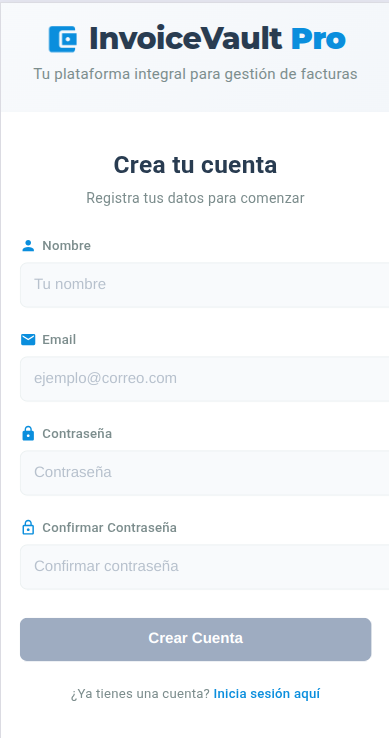 InvoiceVault Pro
Tu plataforma integral para gestión de facturas
Crea tu cuenta
Registra tus datos para comenzar
Nombre
Tu nombre
Email
ejemplo@correo.com
Contraseña
Contraseña
Confirmar Contraseña
Confirmar contraseña
Crear Cuenta
¿Ya tienes una cuenta? Inicia sesión aquí